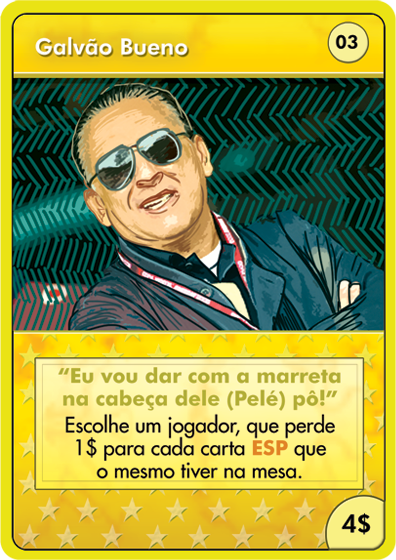 Galvão Bueno
03
“Eu vou dar com a marreta
na cabeça dele (Pelé) pô!”
Escolhe um jogador, que perde
1$ para cada carta ESP que
o mesmo tiver na mesa.
4$